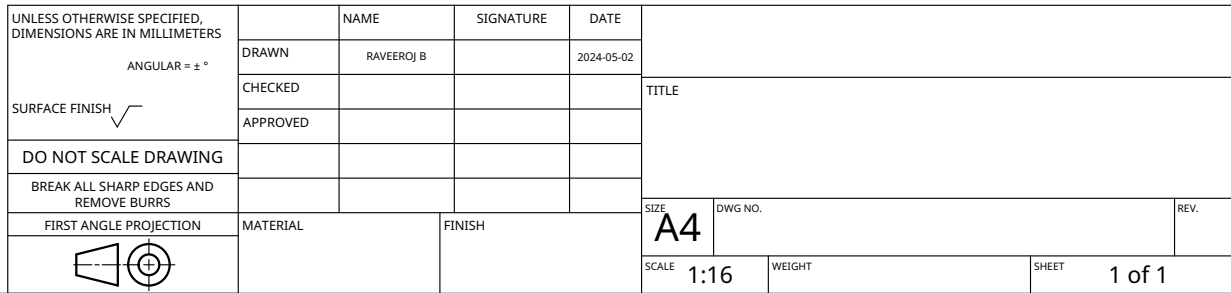 UNLESS OTHERWISE SPECIFIED,
DIMENSIONS ARE IN MILLIMETERS
ANGULAR = ± °
SURFACE FINISH
DO NOT SCALE DRAWING
BREAK ALL SHARP EDGES AND
REMOVE BURRS
FIRST ANGLE PROJECTION
NAME SIGNATURE DATE
DRAWN RAVEEROJ B 2024-05-02
CHECKED
APPROVED
MATERIAL FINISH
TITLE
SIZE DWG NO. REV.
A4
SCALE 1:16 WEIGHT SHEET 1 of 1